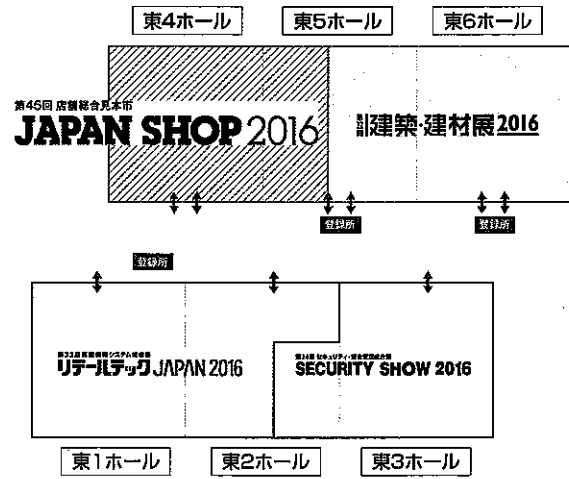 東4ホール
東5ホール
東6ホール
第45回 店舗総合見本市
JAPAN SHOP 2016
建築・建材展2016
登録所
登録所
登録所
リテールテックJAPAN 2016
SECURITY SHOW 2016
東1ホール
東2ホール
東3ホール